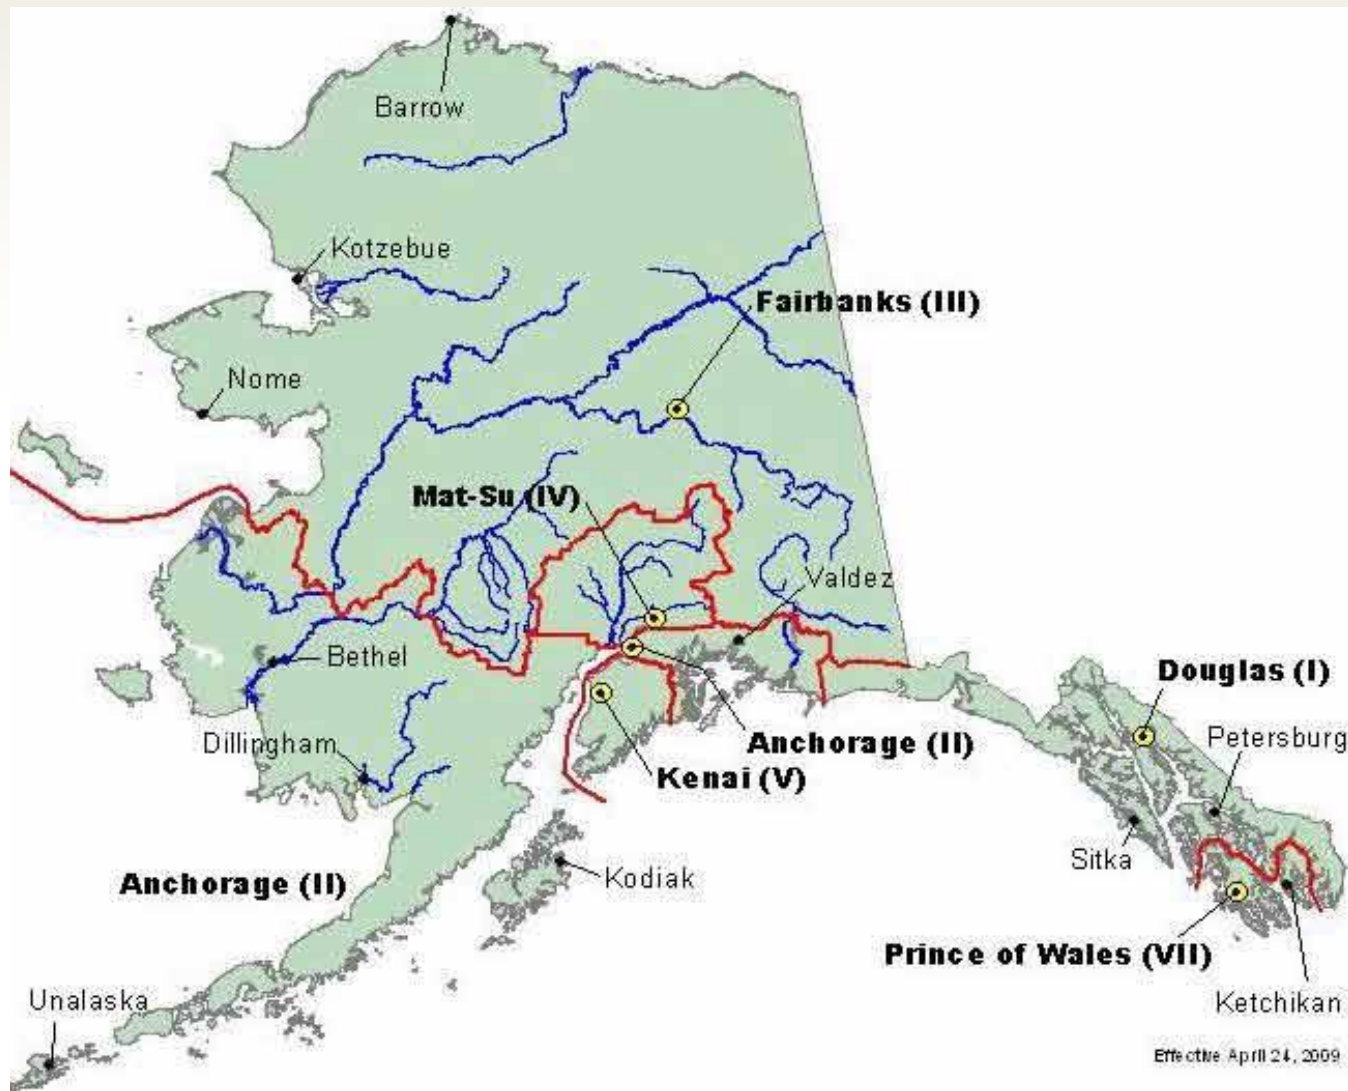 Barrow
Kotzebue
Fairbanks (III)
Nome
Mat-Su (IV)
Valdez
Bethel
Douglas (I)
Dillingham
Petersburg
Anchorage (II)
Kenai (V)
Sitka
Anchorage (II)
Kodiak
Prince of Wales (VII)
Unalaska
Ketchikan
Effective April 24, 2009